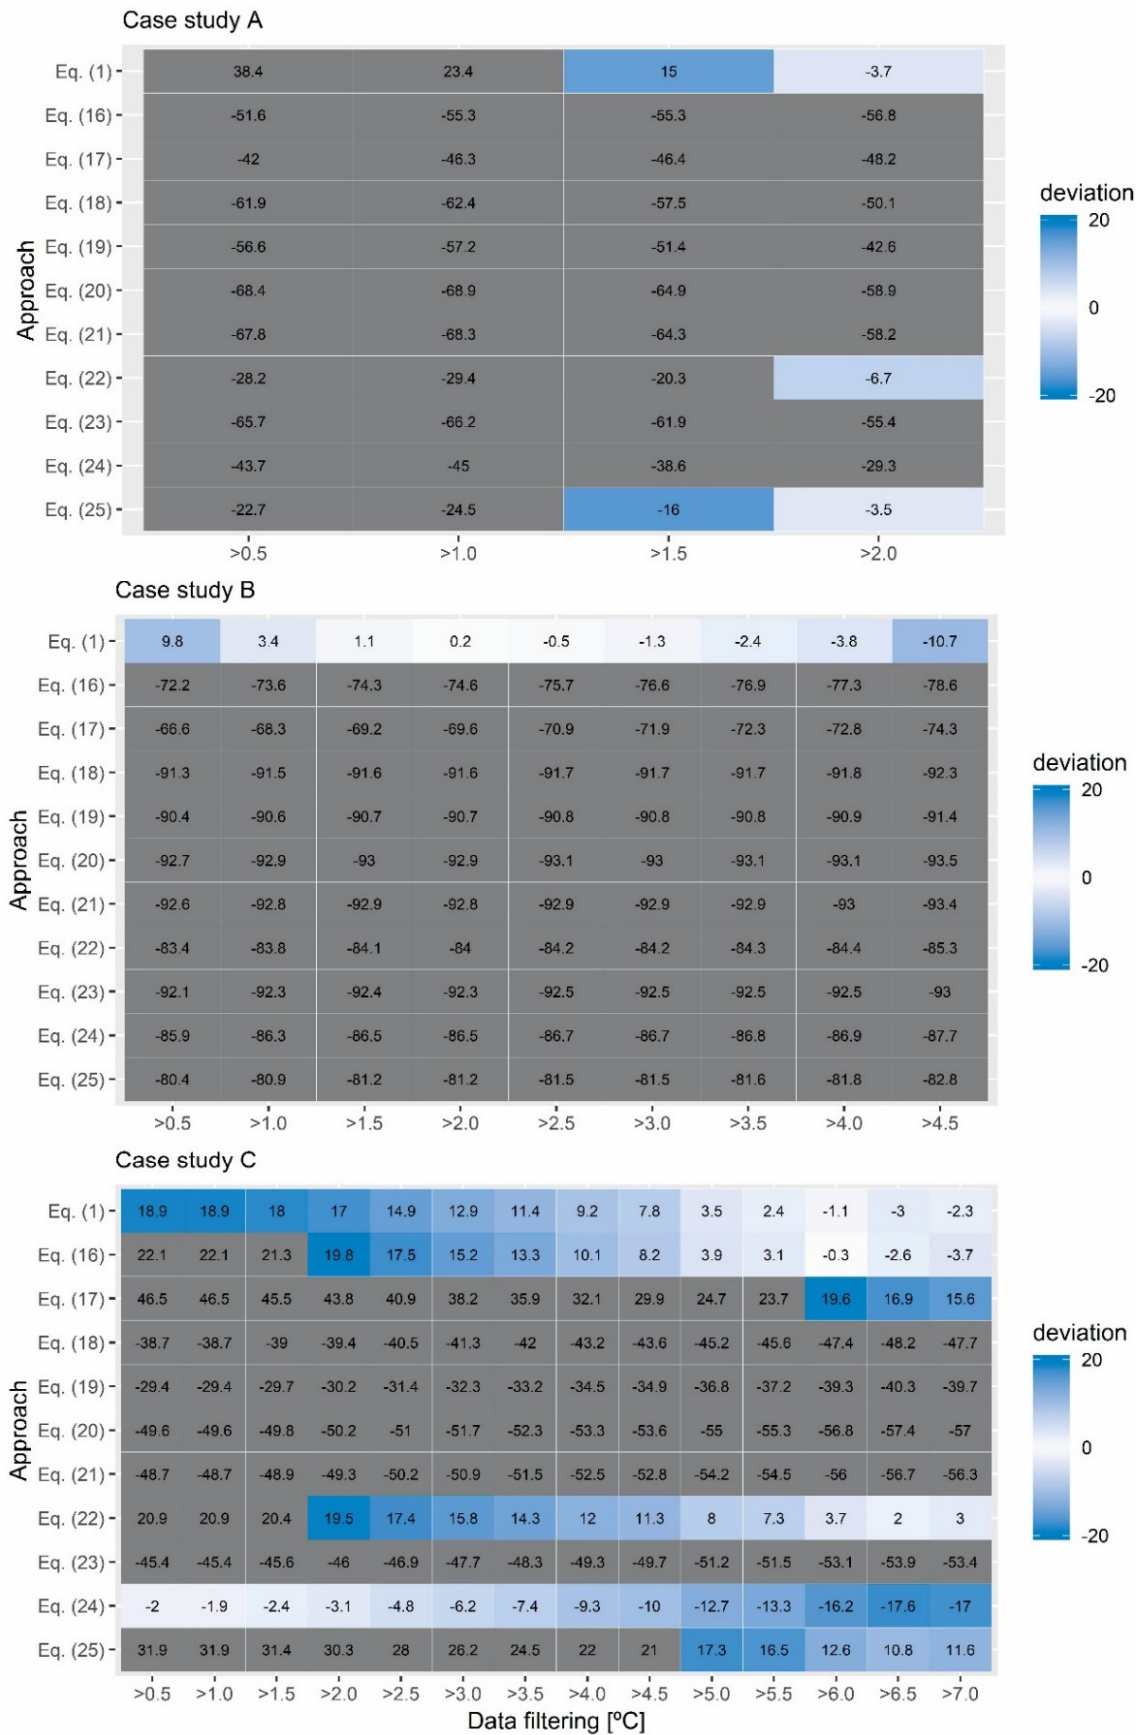 Case study A
Approach
Eq. (1) 38.4 23.4 15 -3.7
Eq. (16) -51.6 -55.3 -55.3 -56.8
Eq. (17) -42 -46.3 -46.4 -48.2
Eq. (18) -61.9 -62.4 -57.5 -50.1
Eq. (19) -56.6 -57.2 -51.4 -42.6
Eq. (20) -68.4 -68.9 -64.9 -58.9
Eq. (21) -67.8 -68.3 -64.3 -58.2
Eq. (22) -28.2 -29.4 -20.3 -6.7
Eq. (23) -65.7 -66.2 -61.9 -55.4
Eq. (24) -43.7 -45 -38.6 -29.3
Eq. (25) -22.7 -24.5 -16 -3.5
>0.5 >1.0 >1.5 >2.0
deviation
20
0
-20
Case study B
Approach
Eq. (1) 9.8 3.4 1.1 0.2 -0.5 -1.3 -2.4 -3.8 -10.7
Eq. (16) -72.2 -73.6 -74.3 -74.6 -75.7 -76.6 -76.9 -77.3 -78.6
Eq. (17) -66.6 -68.3 -69.2 -69.6 -70.9 -71.9 -72.3 -72.8 -74.3
Eq. (18) -91.3 -91.5 -91.6 -91.6 -91.7 -91.7 -91.7 -91.8 -92.3
Eq. (19) -90.4 -90.6 -90.7 -90.7 -90.8 -90.8 -90.8 -90.9 -91.4
Eq. (20) -92.7 -92.9 -93 -92.9 -93.1 -93 -93.1 -93.1 -93.5
Eq. (21) -92.6 -92.8 -92.9 -92.8 -92.9 -92.9 -92.9 -93 -93.4
Eq. (22) -83.4 -83.8 -84.1 -84 -84.2 -84.2 -84.3 -84.4 -85.3
Eq. (23) -92.1 -92.3 -92.4 -92.3 -92.5 -92.5 -92.5 -92.5 -93
Eq. (24) -85.9 -86.3 -86.5 -86.5 -86.7 -86.7 -86.8 -86.9 -87.7
Eq. (25) -80.4 -80.9 -81.2 -81.2 -81.5 -81.5 -81.6 -81.8 -82.8
>0.5 >1.0 >1.5 >2.0 >2.5 >3.0 >3.5 >4.0 >4.5
deviation
20
0
-20
Case study C
Approach
Eq. (1) 18.9 18.9 18 17 14.9 12.9 11.4 9.2 7.8 3.5 2.4 -1.1 -3 -2.3
Eq. (16) 22.1 22.1 21.3 19.8 17.5 15.2 13.3 10.1 8.2 3.9 3.1 -0.3 -2.6 -3.7
Eq. (17) 46.5 46.5 45.5 43.8 40.9 38.2 35.9 32.1 29.9 24.7 23.7 19.6 16.9 15.6
Eq. (18) -38.7 -38.7 -39 -39.4 -40.5 -41.3 -42 -43.2 -43.6 -45.2 -45.6 -47.4 -48.2 -47.7
Eq. (19) -29.4 -29.4 -29.7 -30.2 -31.4 -32.3 -33.2 -34.5 -34.9 -36.8 -37.2 -39.3 -40.3 -39.7
Eq. (20) -49.6 -49.6 -49.8 -50.2 -51 -51.7 -52.3 -53.3 -53.6 -55 -55.3 -56.8 -57.4 -57
Eq. (21) -48.7 -48.7 -48.9 -49.3 -50.2 -50.9 -51.5 -52.5 -52.8 -54.2 -54.5 -56 -56.7 -56.3
Eq. (22) 20.9 20.9 20.4 19.5 17.4 15.8 14.3 12 11.3 8 7.3 3.7 2 3
Eq. (23) -45.4 -45.4 -45.6 -46 -46.9 -47.7 -48.3 -49.3 -49.7 -51.2 -51.5 -53.1 -53.9 -53.4
Eq. (24) -2 -1.9 -2.4 -3.1 -4.8 -6.2 -7.4 -9.3 -10 -12.7 -13.3 -16.2 -17.6 -17
Eq. (25) 31.9 31.9 31.4 30.3 28 26.2 24.5 22 21 17.3 16.5 12.6 10.8 11.6
>0.5 >1.0 >1.5 >2.0 >2.5 >3.0 >3.5 >4.0 >4.5 >5.0 >5.5 >6.0 >6.5 >7.0
Data filtering [ºC]
deviation
20
0
-20